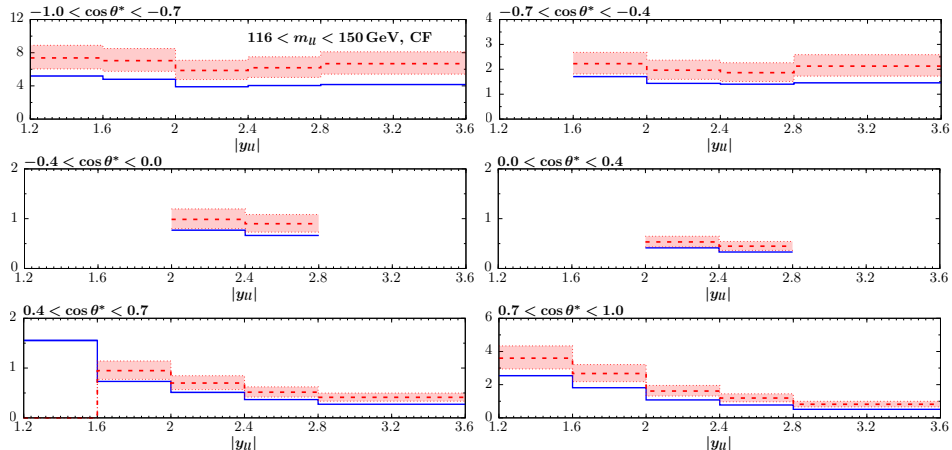 −1.0 < cos θ* < −0.7
−0.7 < cos θ* < −0.4
116 < mll < 150 GeV, CF
12
8
4
0
1.2 1.6 2 2.4 2.8 3.2 3.6
|yll|
4
3
2
1
0
1.2 1.6 2 2.4 2.8 3.2 3.6
|yll|
−0.4 < cos θ* < 0.0
0.0 < cos θ* < 0.4
2
1
0
1.2 1.6 2 2.4 2.8 3.2 3.6
|yll|
2
1
0
1.2 1.6 2 2.4 2.8 3.2 3.6
|yll|
0.4 < cos θ* < 0.7
0.7 < cos θ* < 1.0
2
1
0
1.2 1.6 2 2.4 2.8 3.2 3.6
|yll|
6
4
2
0
1.2 1.6 2 2.4 2.8 3.2 3.6
|yll|